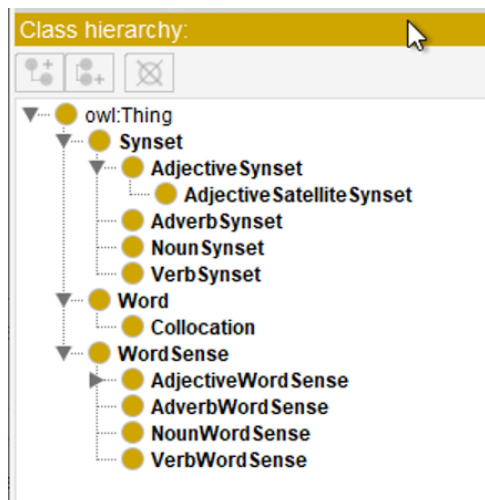 Class hierarchy:
owl:Thing
Synset
AdjectiveSynset
AdjectiveSatelliteSynset
AdverbSynset
NounSynset
VerbSynset
Word
Collocation
WordSense
AdjectiveWordSense
AdverbWordSense
NounWordSense
VerbWordSense